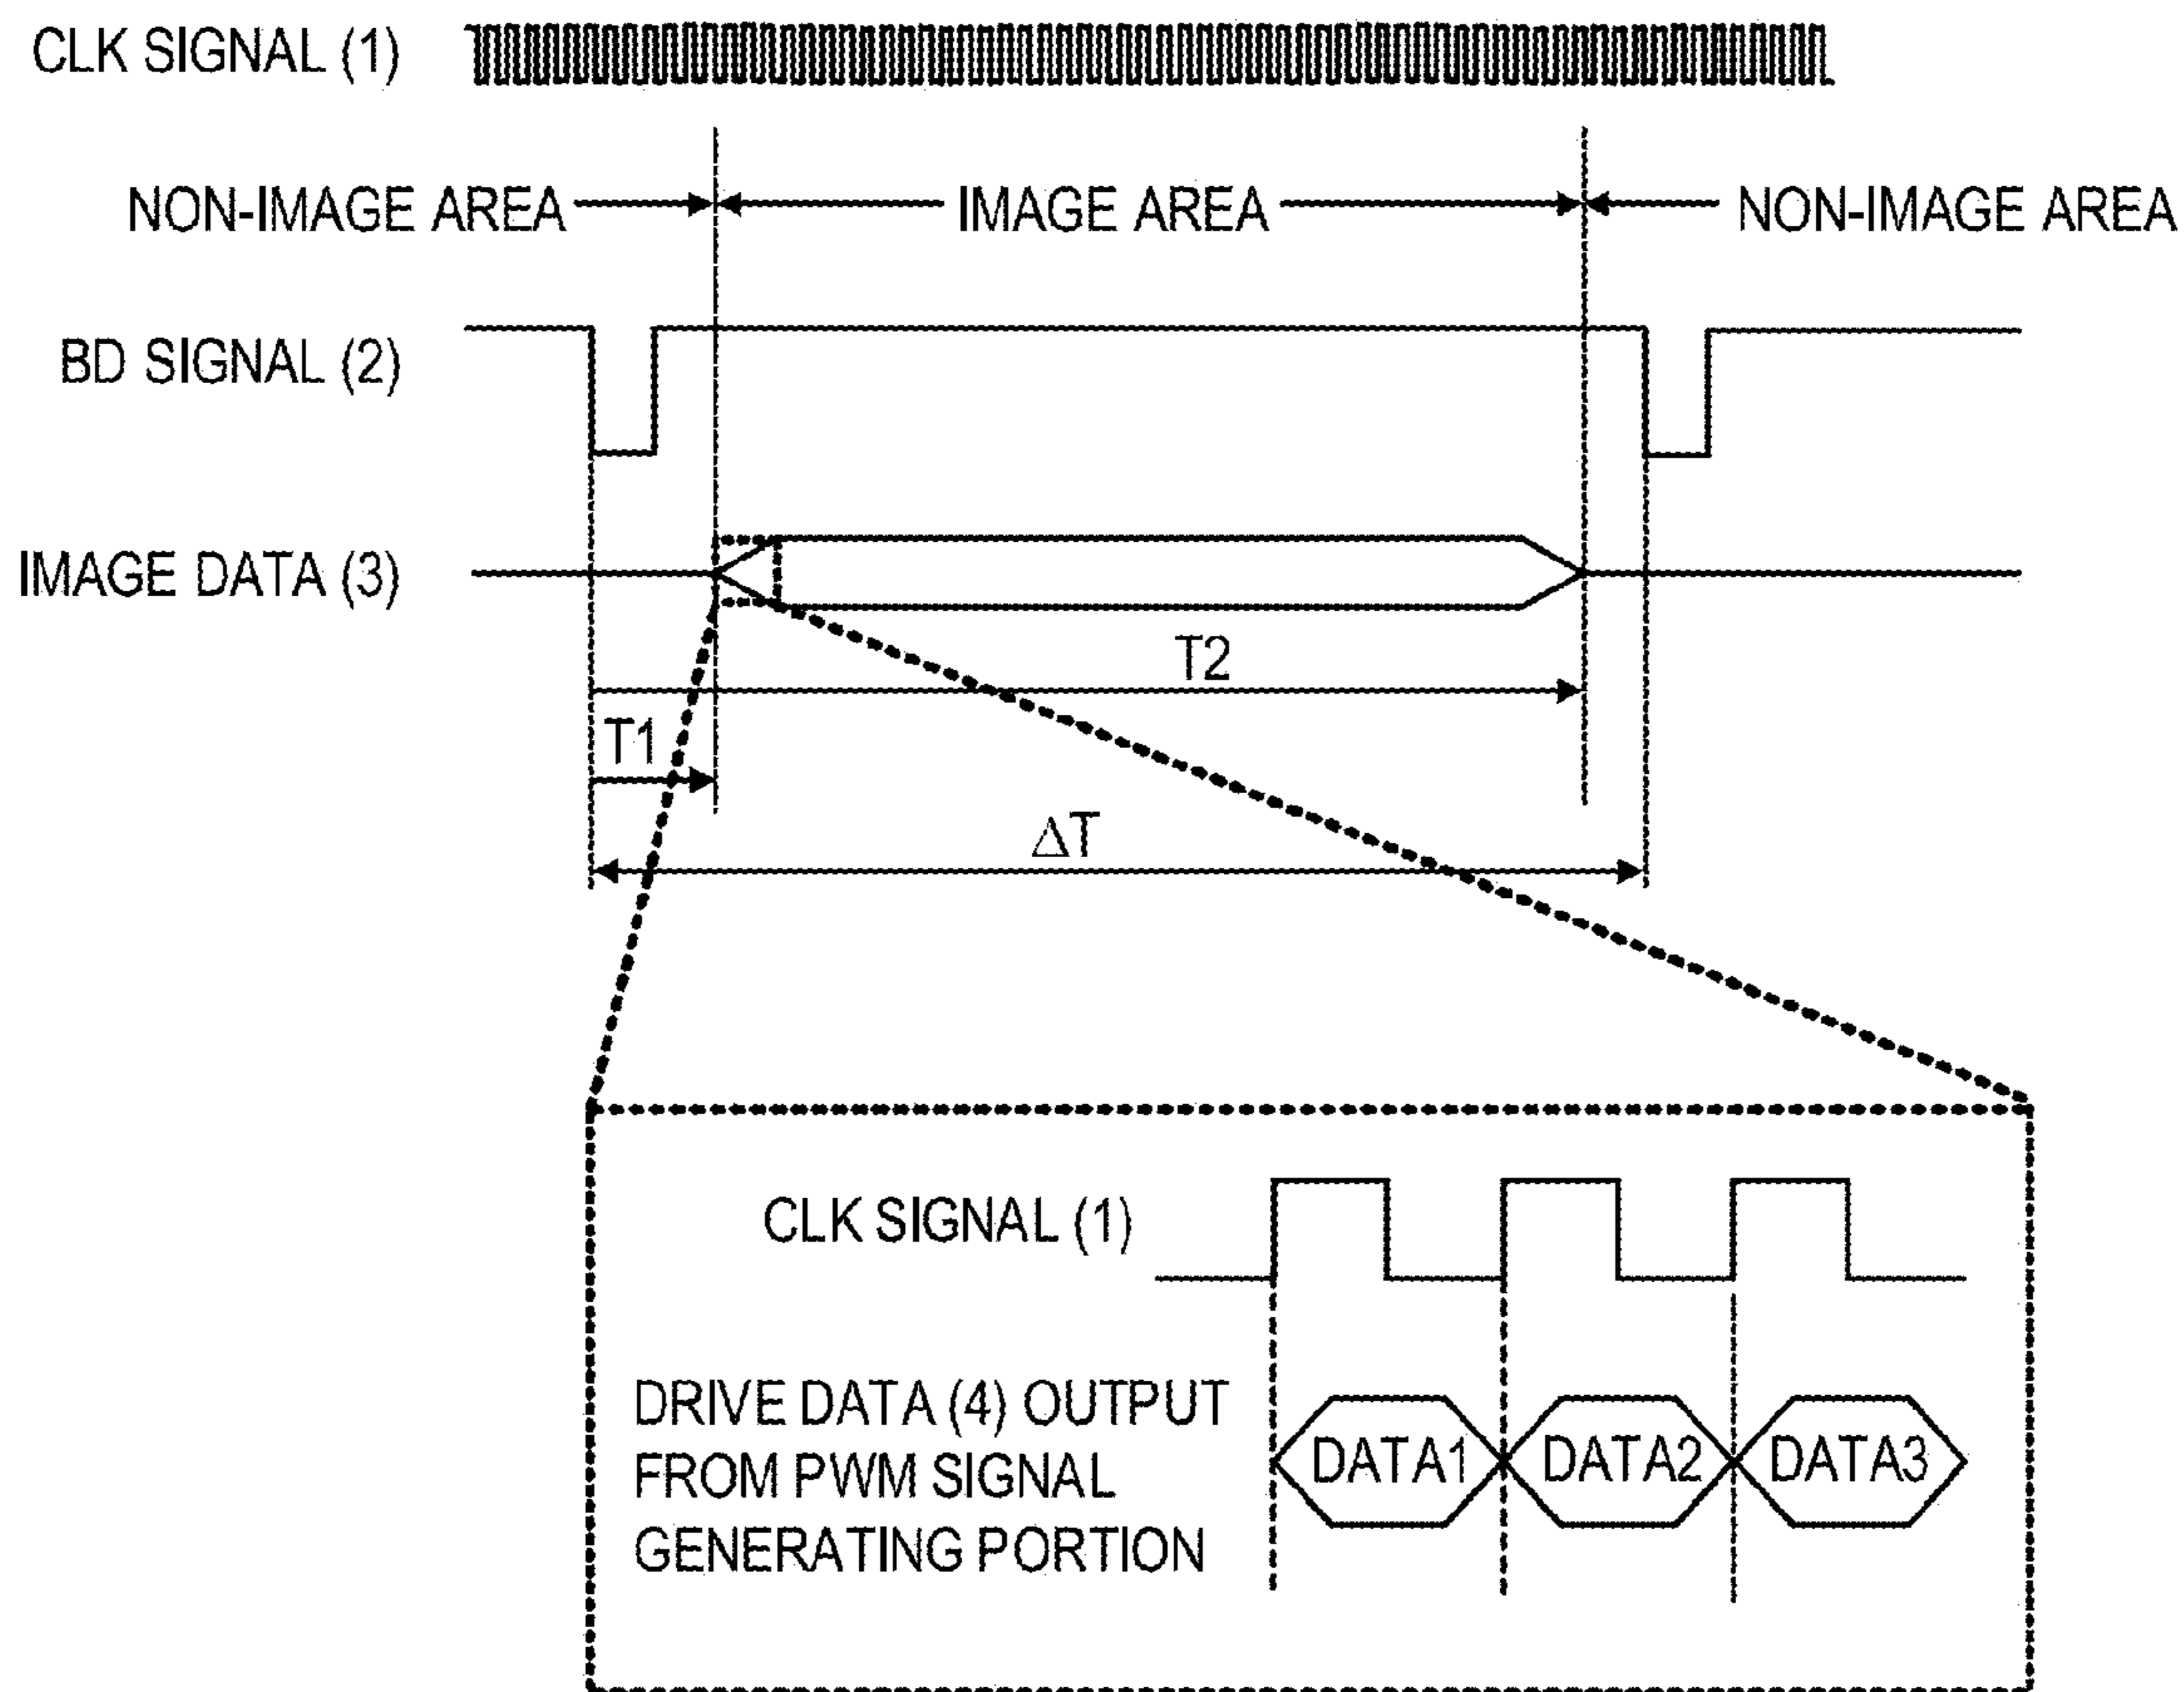 CLK SIGNAL (1)
NON-IMAGE AREA
IMAGE AREA
NON-IMAGE AREA
BD SIGNAL (2)
IMAGE DATA (3)
T2
T1
ΔT
CLK SIGNAL (1)
DRIVE DATA (4) OUTPUT
FROM PWM SIGNAL
GENERATING PORTION
DATA1
DATA2
DATA3